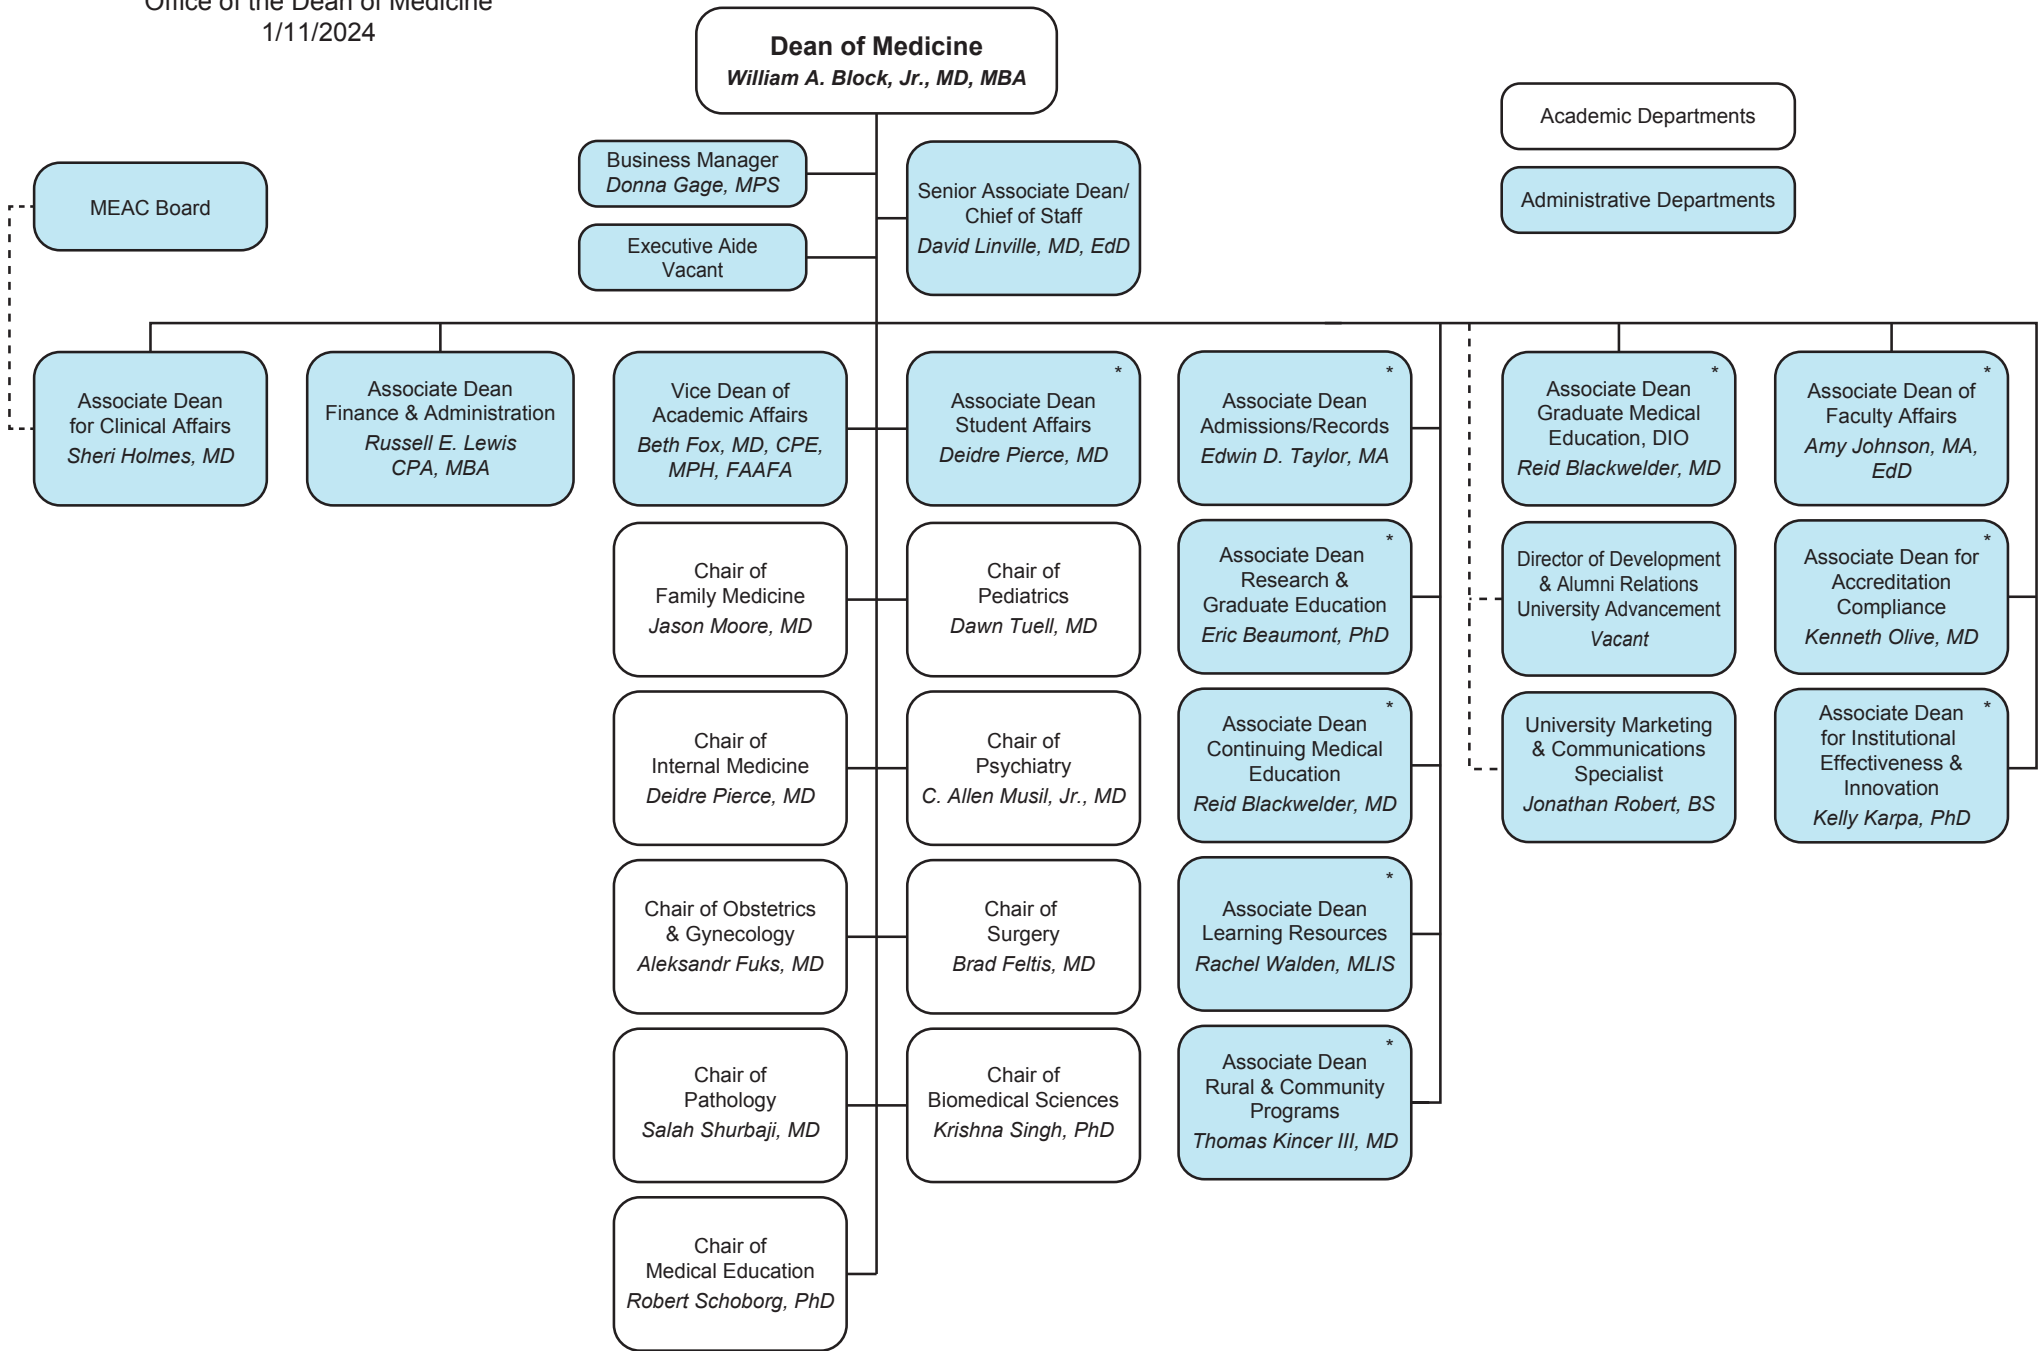 Office of the Dean of Medicine
1/11/2024
Dean of Medicine
William A. Block, Jr., MD, MBA
Academic Departments
Administrative Departments
Business Manager
Donna Gage, MPS
Senior Associate Dean/
Chief of Staff
David Linville, MD, EdD
MEAC Board
Executive Aide
Vacant
Associate Dean
for Clinical Affairs
Sheri Holmes, MD
Associate Dean
Finance & Administration
Russell E. Lewis
CPA, MBA
Vice Dean of
Academic Affairs
Beth Fox, MD, CPE,
MPH, FAAFA
*
Associate Dean
Student Affairs
Deidre Pierce, MD
*
Associate Dean
Admissions/Records
Edwin D. Taylor, MA
*
Associate Dean
Graduate Medical
Education, DIO
Reid Blackwelder, MD
*
Associate Dean of
Faculty Affairs
Amy Johnson, MA,
EdD
Chair of
Family Medicine
Jason Moore, MD
Chair of
Pediatrics
Dawn Tuell, MD
*
Associate Dean
Research &
Graduate Education
Eric Beaumont, PhD
Director of Development
& Alumni Relations
University Advancement
Vacant
*
Associate Dean for
Accreditation
Compliance
Kenneth Olive, MD
Chair of
Internal Medicine
Deidre Pierce, MD
Chair of
Psychiatry
C. Allen Musil, Jr., MD
*
Associate Dean
Continuing Medical
Education
Reid Blackwelder, MD
University Marketing
& Communications
Specialist
Jonathan Robert, BS
*
Associate Dean
for Institutional
Effectiveness &
Innovation
Kelly Karpa, PhD
Chair of Obstetrics
& Gynecology
Aleksandr Fuks, MD
Chair of
Surgery
Brad Feltis, MD
*
Associate Dean
Learning Resources
Rachel Walden, MLIS
Chair of
Pathology
Salah Shurbaji, MD
Chair of
Biomedical Sciences
Krishna Singh, PhD
*
Associate Dean
Rural & Community
Programs
Thomas Kincer III, MD
Chair of
Medical Education
Robert Schoborg, PhD